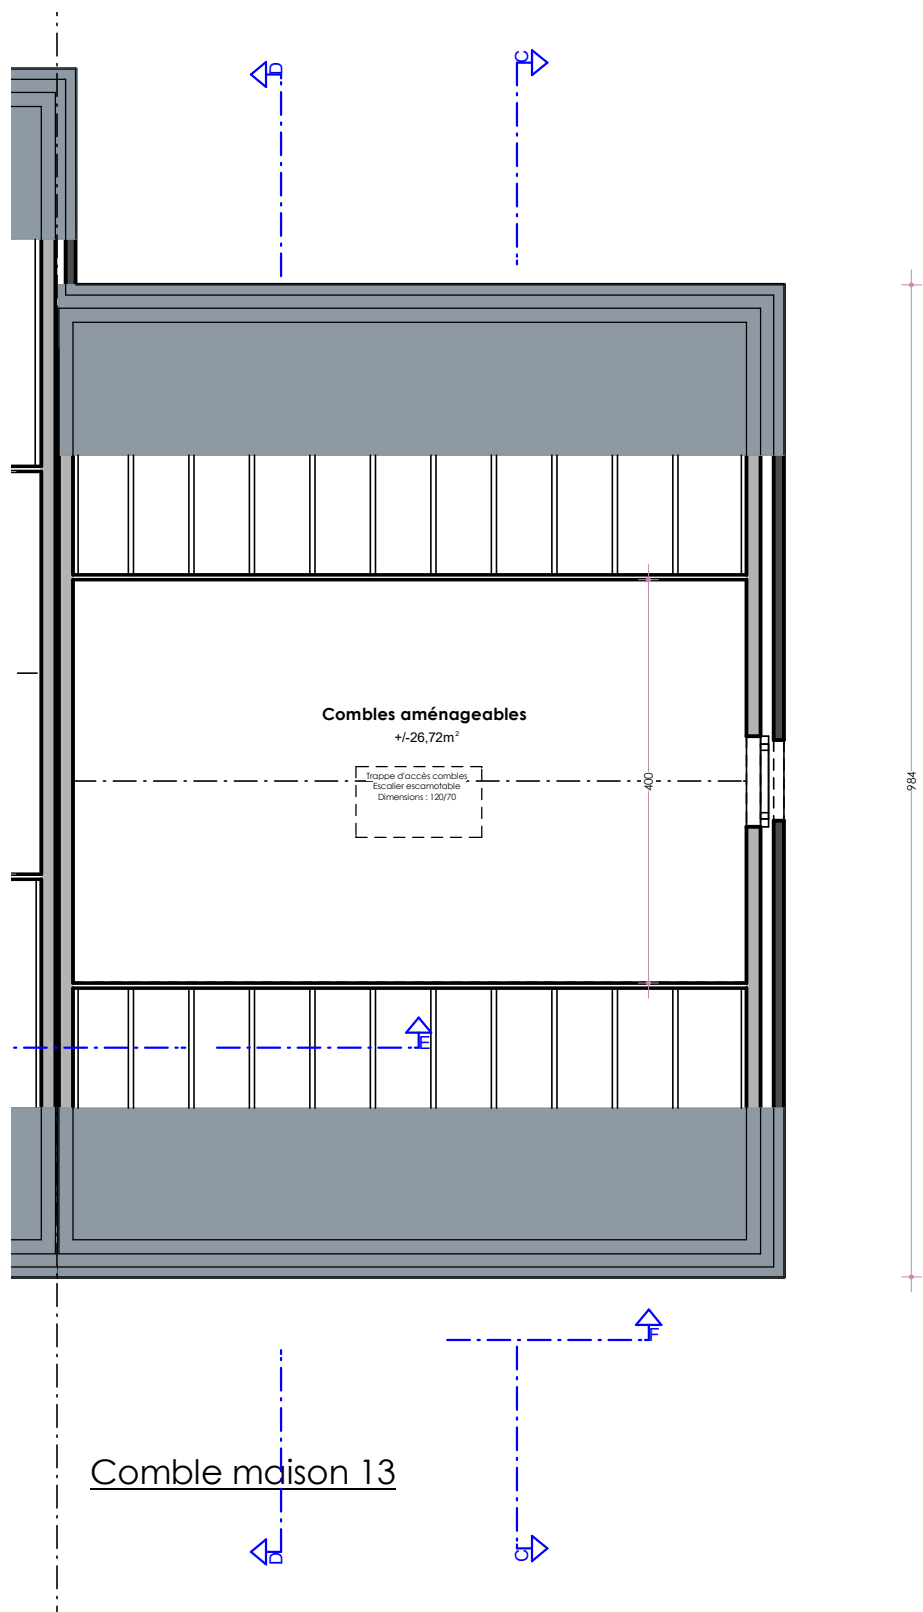 D
C
Combles aménageables
+/-26,72m²
Trappe d'accès combles
Escalier escamotable
Dimensions : 120/70
400
984
E
F
Comble maison 13
D
C